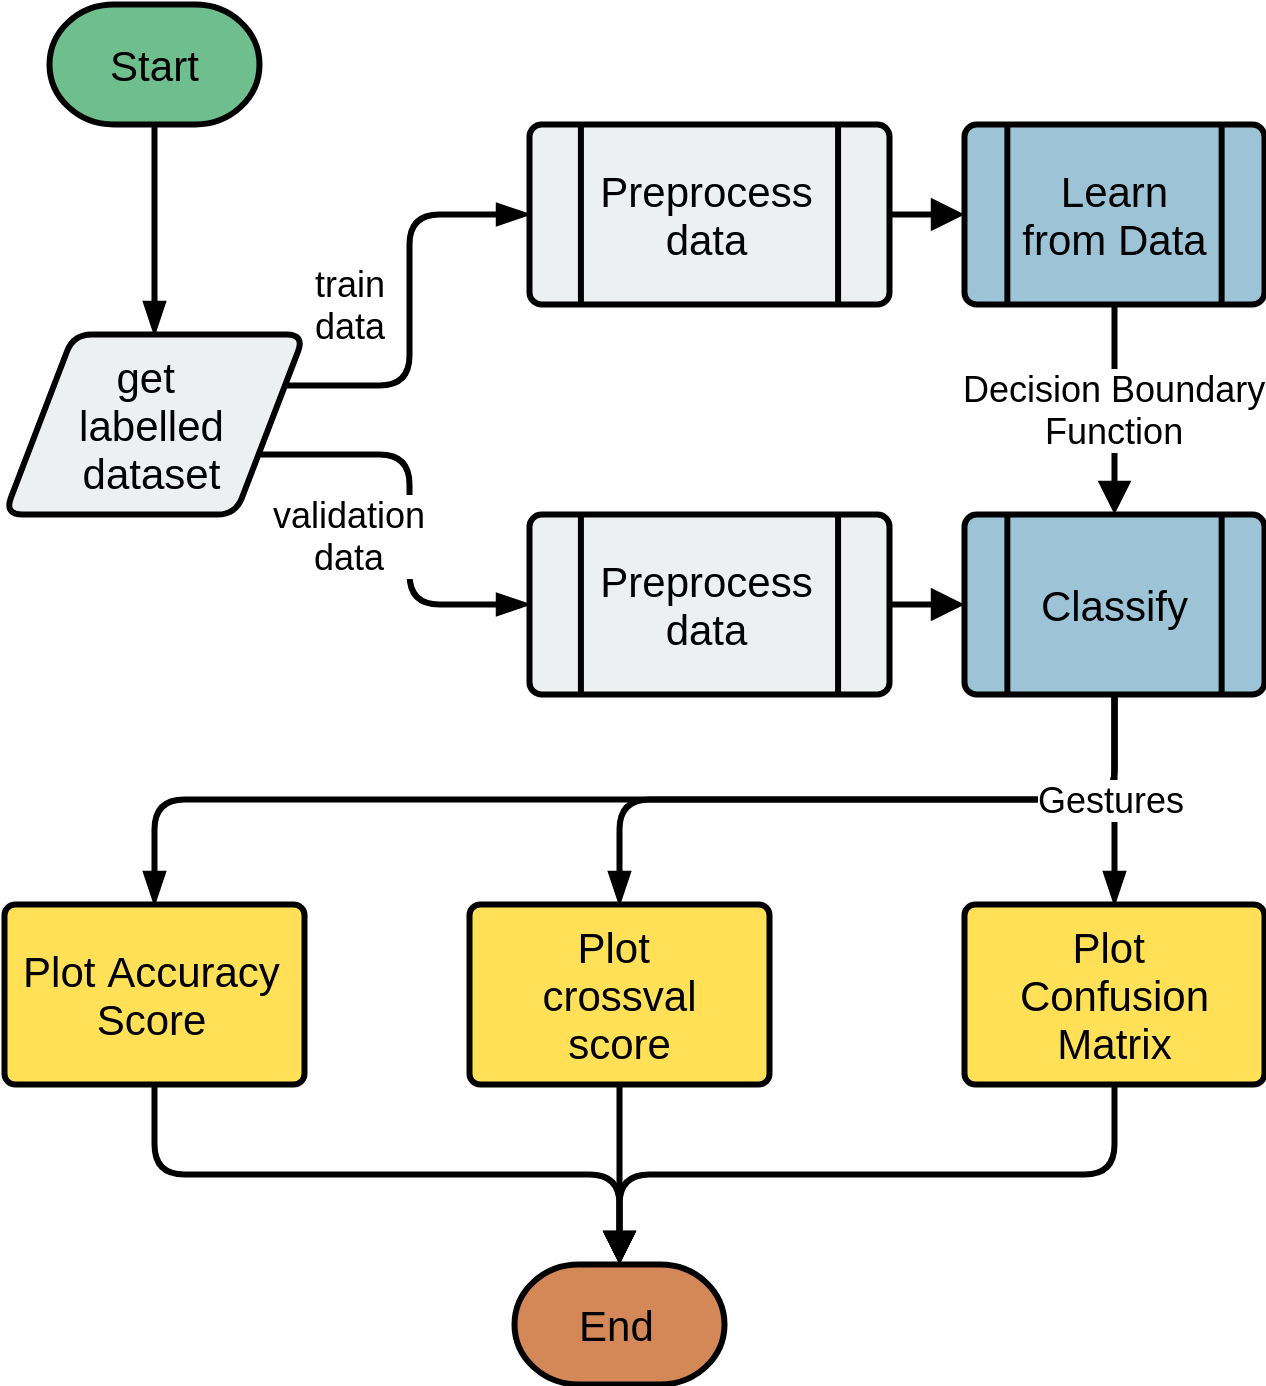 Start
Preprocess
data
Learn
from Data
train
data
get
labelled
dataset
Decision Boundary
Function
validation
data
Preprocess
data
Classify
Gestures
Plot Accuracy
Score
Plot
crossval
score
Plot
Confusion
Matrix
End